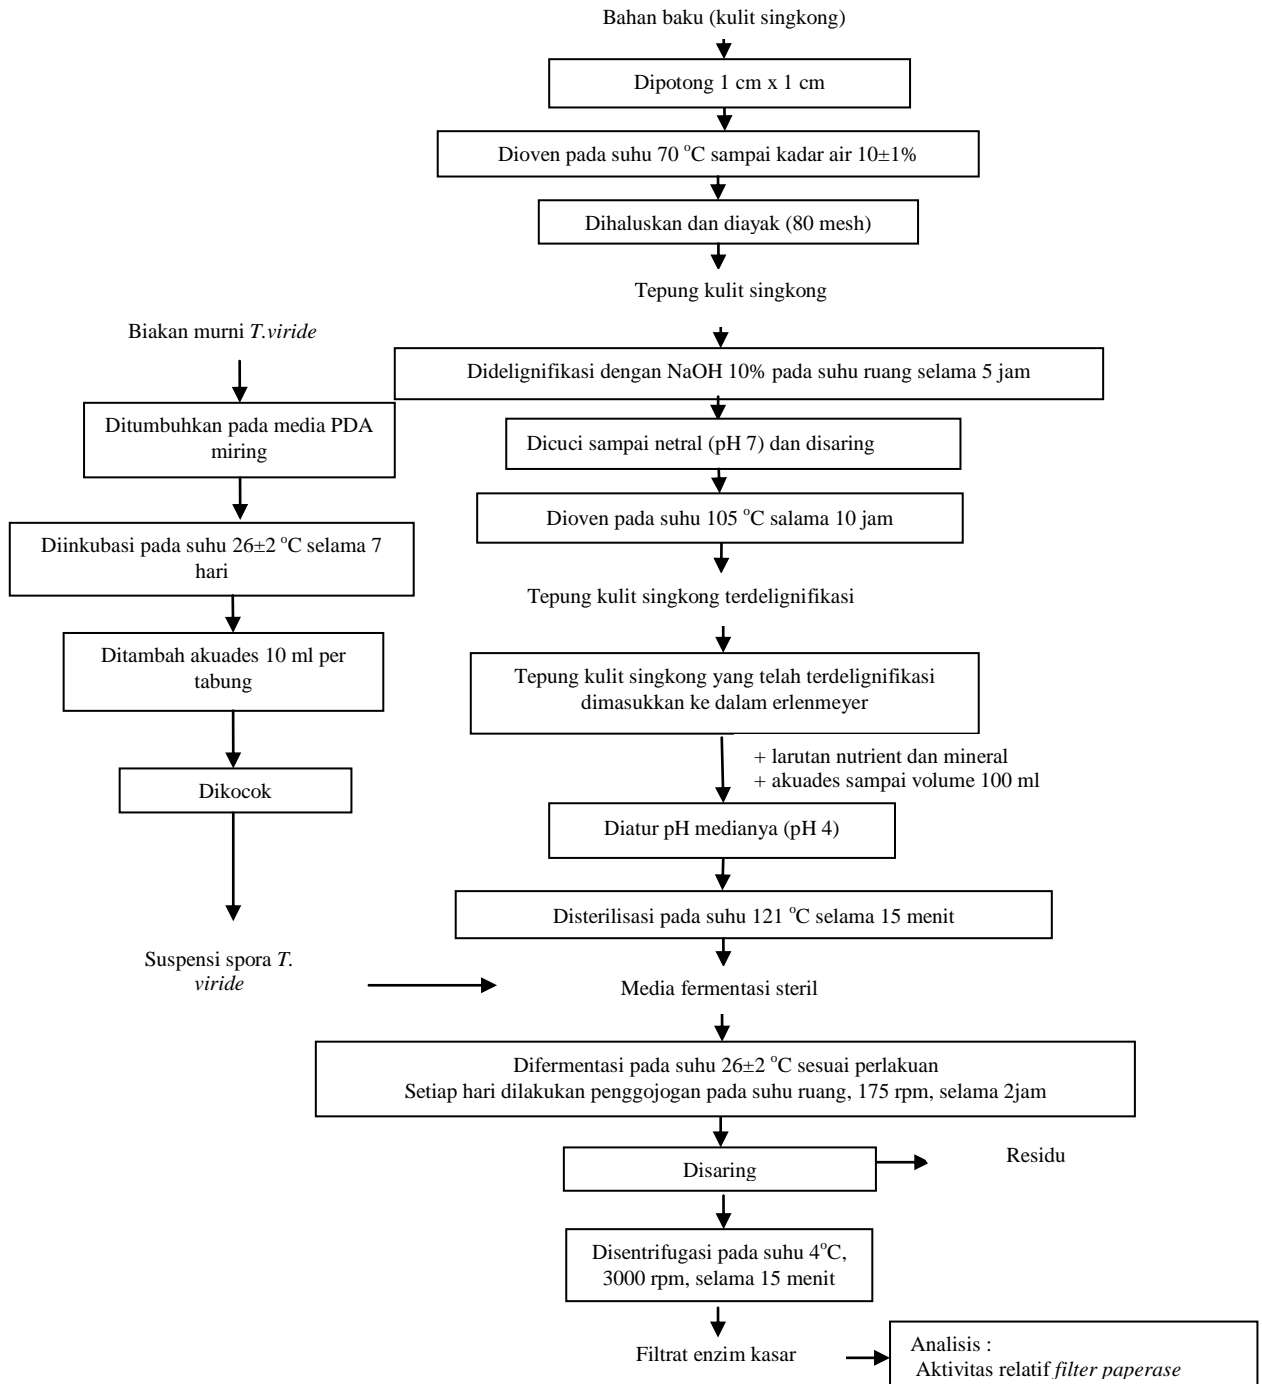 Bahan baku (kulit singkong)
Dipotong 1 cm x 1 cm
Dioven pada suhu 70 °C sampai kadar air 10±1%
Dihaluskan dan diayak (80 mesh)
Tepung kulit singkong
Biakan murni T.viride
Didelignifikasi dengan NaOH 10% pada suhu ruang selama 5 jam
Ditumbuhkan pada media PDA
miring
Dicuci sampai netral (pH 7) dan disaring
Dioven pada suhu 105 °C salama 10 jam
Diinkubasi pada suhu 26±2 °C selama 7
hari
Tepung kulit singkong terdelignifikasi
Ditambah akuades 10 ml per
tabung
Tepung kulit singkong yang telah terdelignifikasi
dimasukkan ke dalam erlenmeyer
+ larutan nutrient dan mineral
+ akuades sampai volume 100 ml
Dikocok
Diatur pH medianya (pH 4)
Disterilisasi pada suhu 121 °C selama 15 menit
Suspensi spora T.
viride
Media fermentasi steril
Difermentasi pada suhu 26±2 °C sesuai perlakuan
Setiap hari dilakukan penggojogan pada suhu ruang, 175 rpm, selama 2jam
Disaring
Residu
Disentrifugasi pada suhu 4°C,
3000 rpm, selama 15 menit
Filtrat enzim kasar
Analisis :
Aktivitas relatif filter paperase